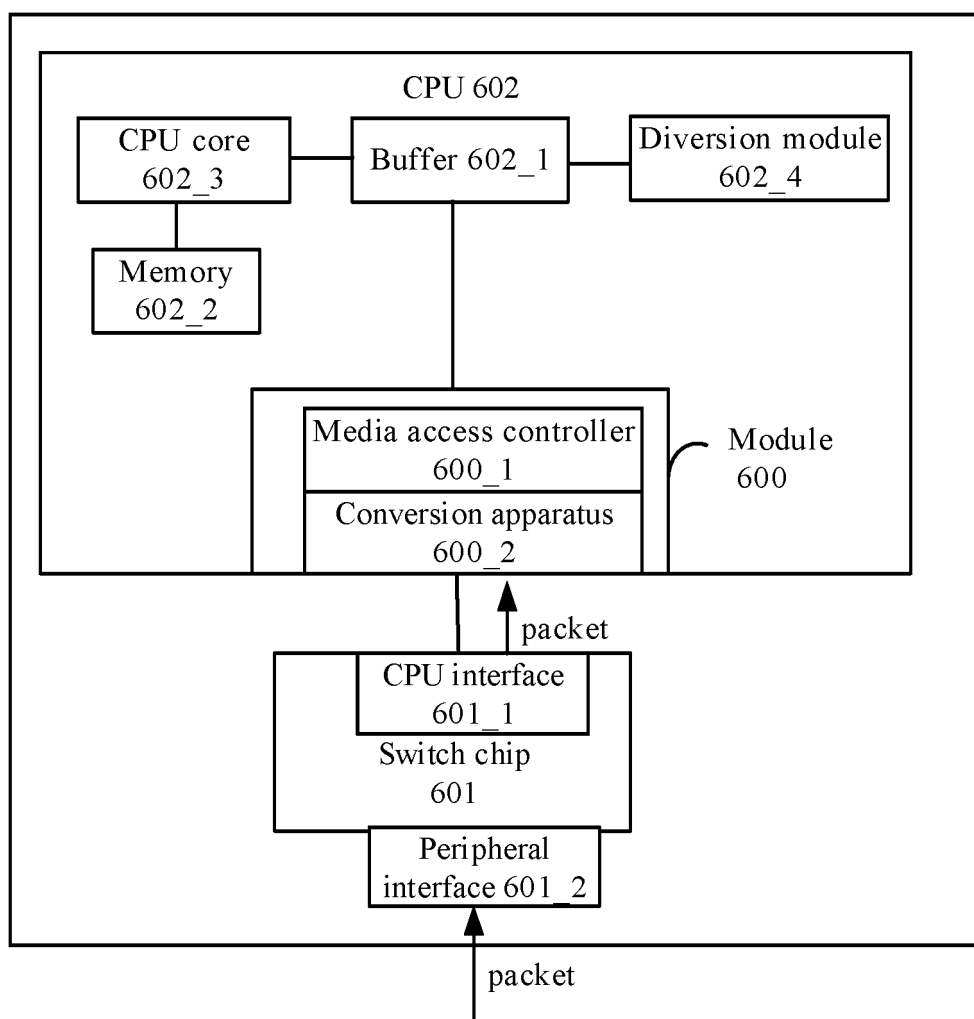 CPU 602
CPU core
602_3
Buffer 602_1
Diversion module
602_4
Memory
602_2
Media access controller
600_1
Module
600
Conversion apparatus
600_2
packet
CPU interface
601_1
Switch chip
601
Peripheral
interface 601_2
packet